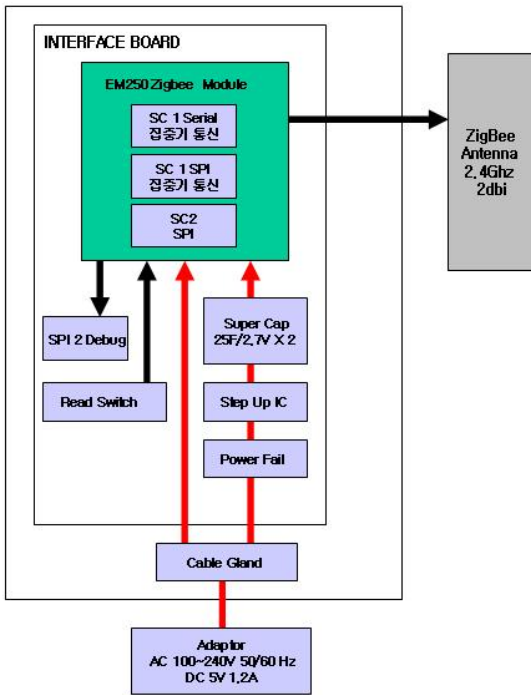 INTERFACE BOARD
EM250 Zigbee Module
SC 1 Serial
집중기 통신
SC 1 SPI
집중기 통신
SC2
SPI
ZigBee
Antenna
2.4Ghz
2dbi
SPI 2 Debug
Super Cap
25F/2.7V X 2
Read Switch
Step Up IC
Power Fail
Cable Gland
Adaptor
AC 100~240V 50/60 Hz
DC 5V 1.2A